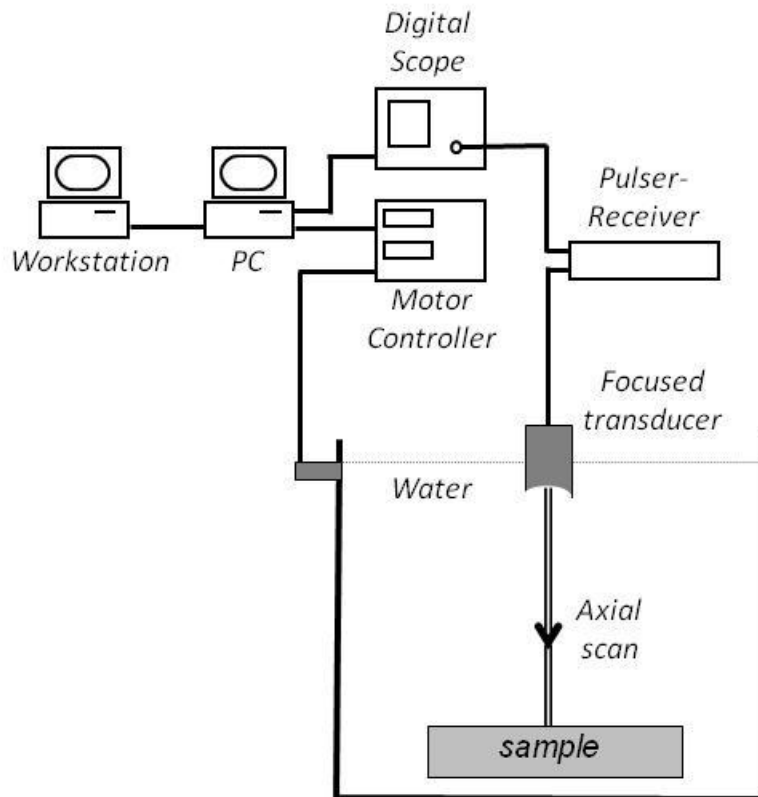 Digital
Scope
Pulser-
Receiver
Workstation
PC
Motor
Controller
Focused
transducer
Water
Axial
scan
sample